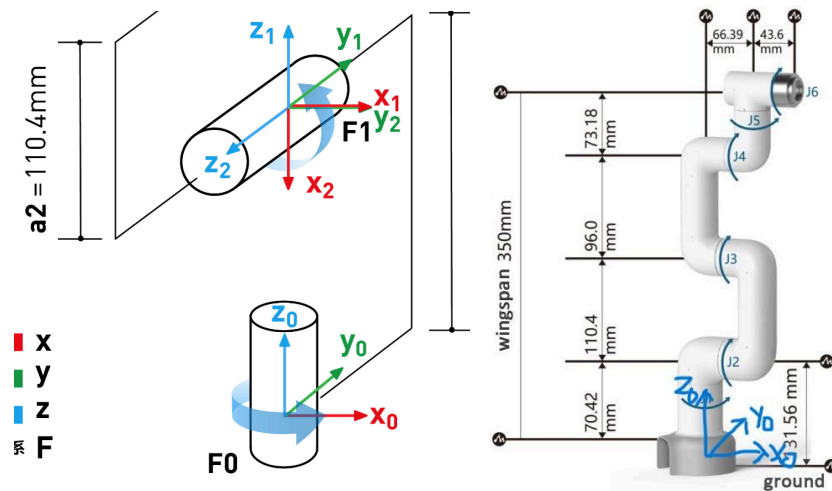 a2 = 110.4mm
z1
y1
x1
y2
F1
z2
x2
z0
y0
x0
F0
x
y
z
F
66.39
mm
43.6
mm
J6
J5
73.18
mm
J4
wingspan 350mm
96.0
mm
J3
110.4
mm
J2
70.42
mm
Z0
Y0
X0
31.56 mm
ground